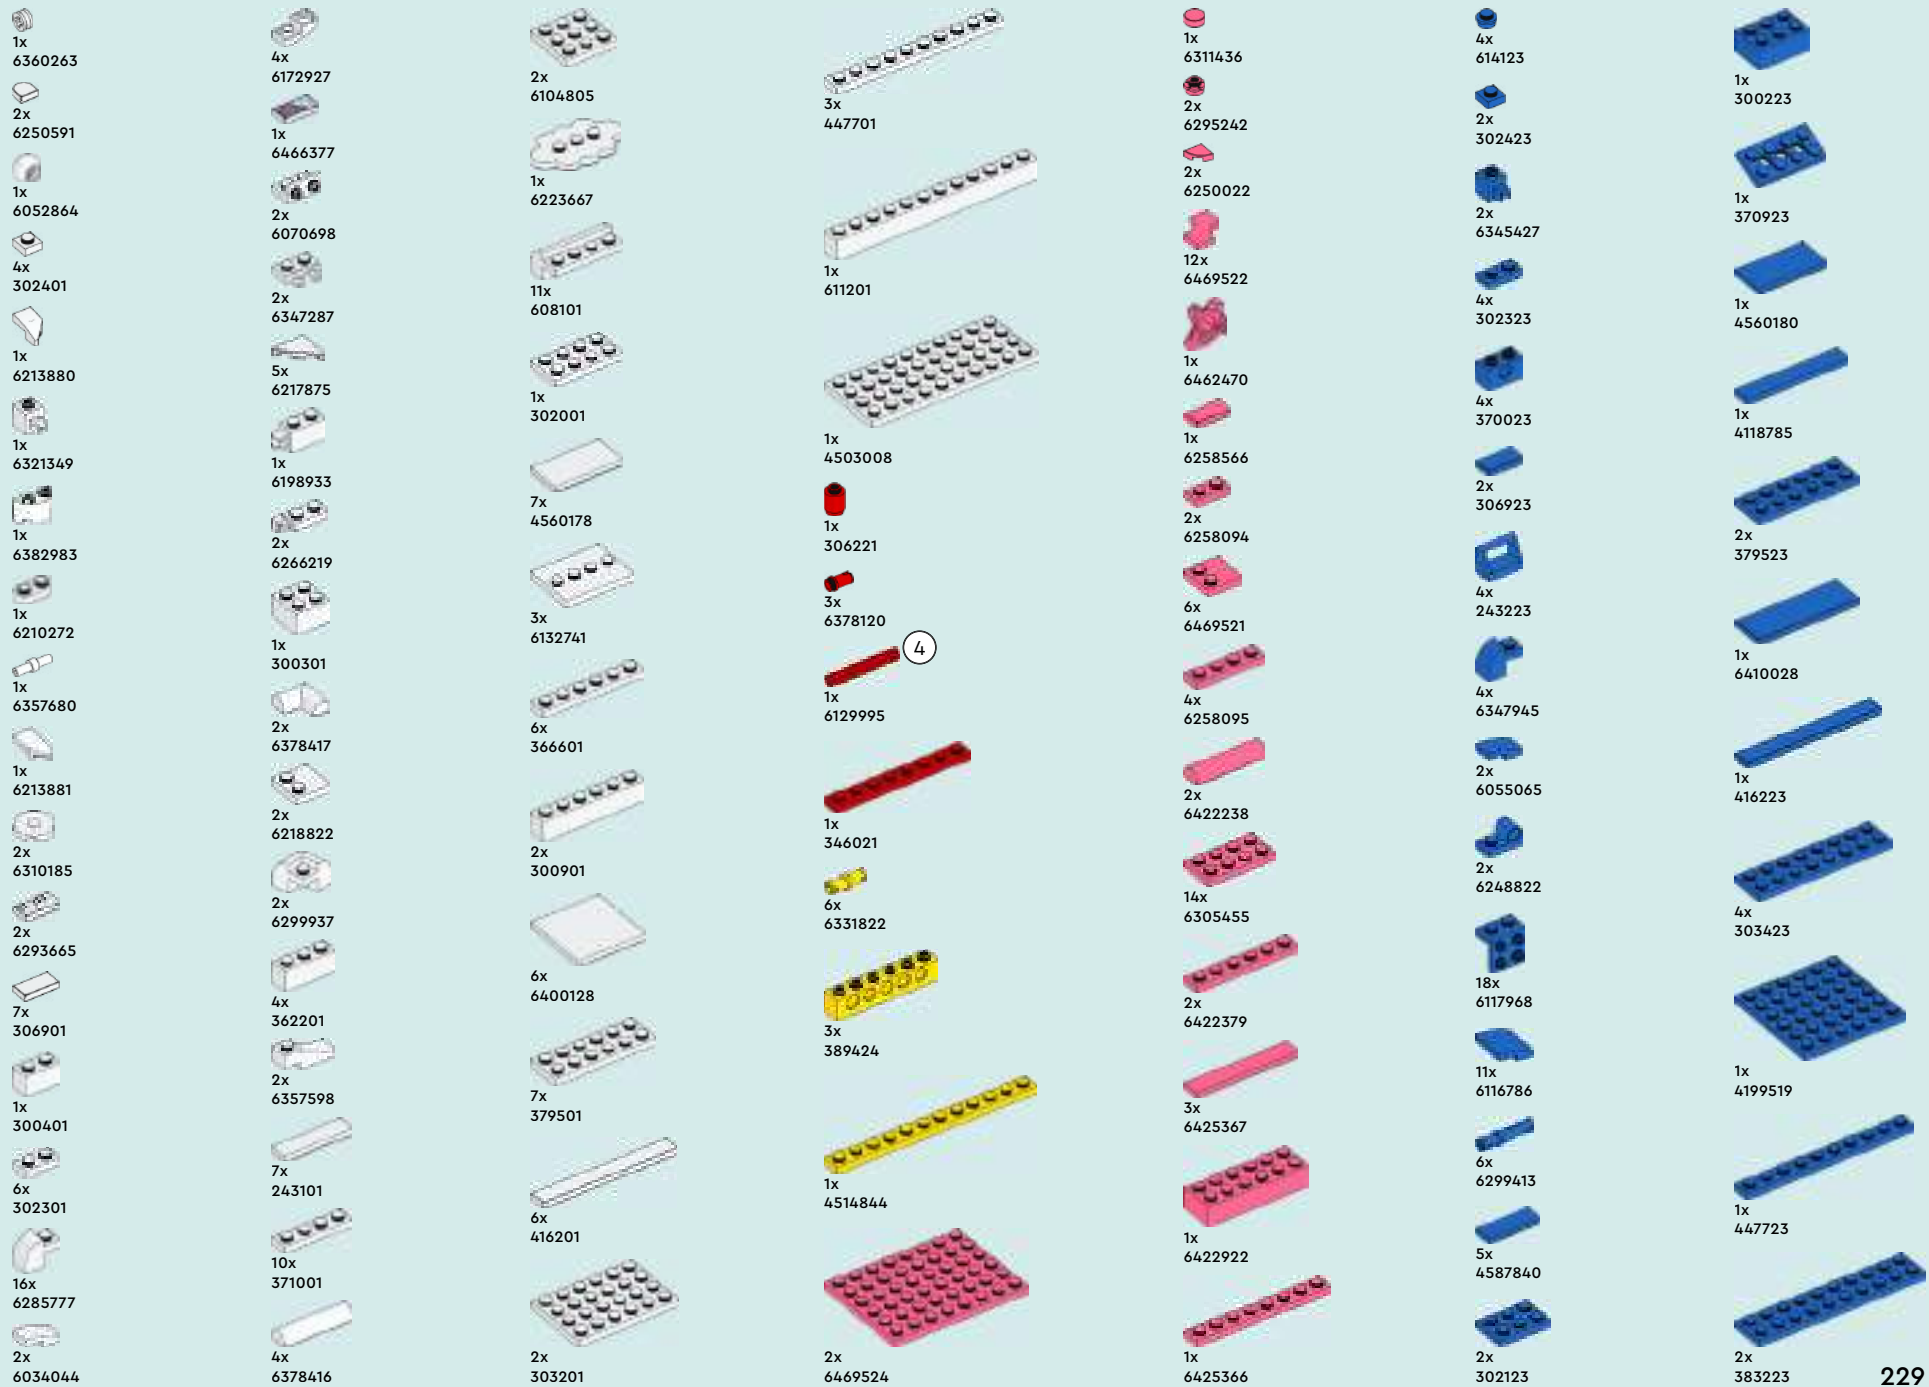 1x
6360263
2x
6250591
1x
6052864
4x
302401
1x
6213880
1x
6321349
1x
6382983
1x
6210272
1x
6357680
1x
6213881
2x
6310185
2x
6293665
7x
306901
1x
300401
6x
302301
16x
6285777
2x
6034044
4x
6172927
1x
6466377
2x
6070698
2x
6347287
5x
6217875
1x
6198933
2x
6266219
1x
300301
2x
6378417
2x
6218822
2x
6299937
4x
362201
2x
6357598
7x
243101
10x
371001
4x
6378416
2x
6104805
1x
6223667
11x
608101
1x
302001
7x
4560178
3x
6132741
6x
366601
2x
300901
6x
6400128
7x
379501
6x
416201
2x
303201
3x
447701
1x
611201
1x
4503008
1x
306221
3x
6378120
4
1x
6129995
1x
346021
6x
6331822
3x
389424
1x
4514844
2x
6469524
1x
6311436
2x
6295242
2x
6250022
12x
6469522
1x
6462470
1x
6258566
2x
6258094
6x
6469521
4x
6258095
2x
6422238
14x
6305455
2x
6422379
3x
6425367
1x
6422922
1x
6425366
4x
614123
2x
302423
2x
6345427
4x
302323
4x
370023
2x
306923
4x
243223
4x
6347945
2x
6055065
2x
6248822
18x
6117968
11x
6116786
6x
6299413
5x
4587840
2x
302123
1x
300223
1x
370923
1x
4560180
1x
4118785
2x
379523
1x
6410028
1x
416223
4x
303423
1x
4199519
1x
447723
2x
383223
229